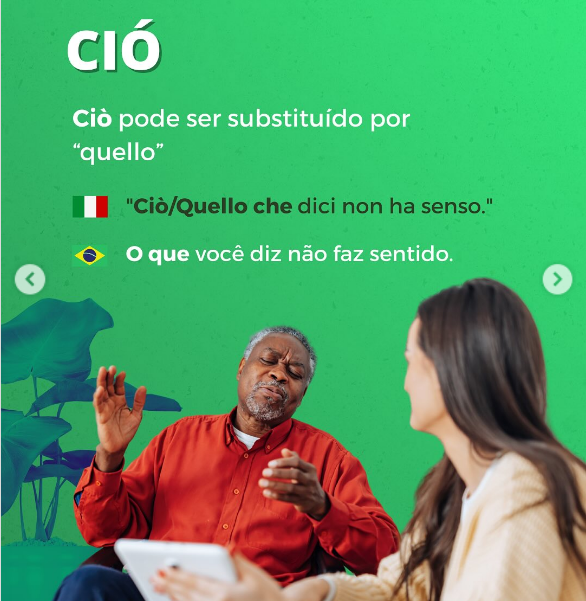 CIÓ
Ciò pode ser substituído por
“quello”
"Ciò/Quello che dici non ha senso."
O que você diz não faz sentido.